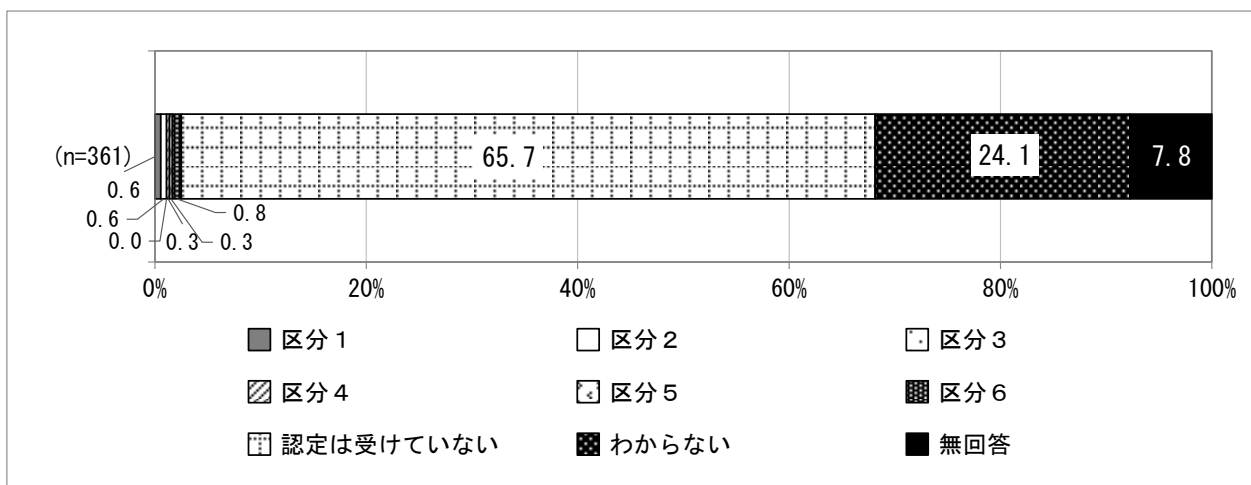 65.7
24.1
7.8
(n=361)
0.6
0.6
0.8
0.0
0.3
0.3
0%
20%
40%
60%
80%
100%
区分1
区分2
区分3
区分4
区分5
区分6
認定は受けていない
わからない
無回答